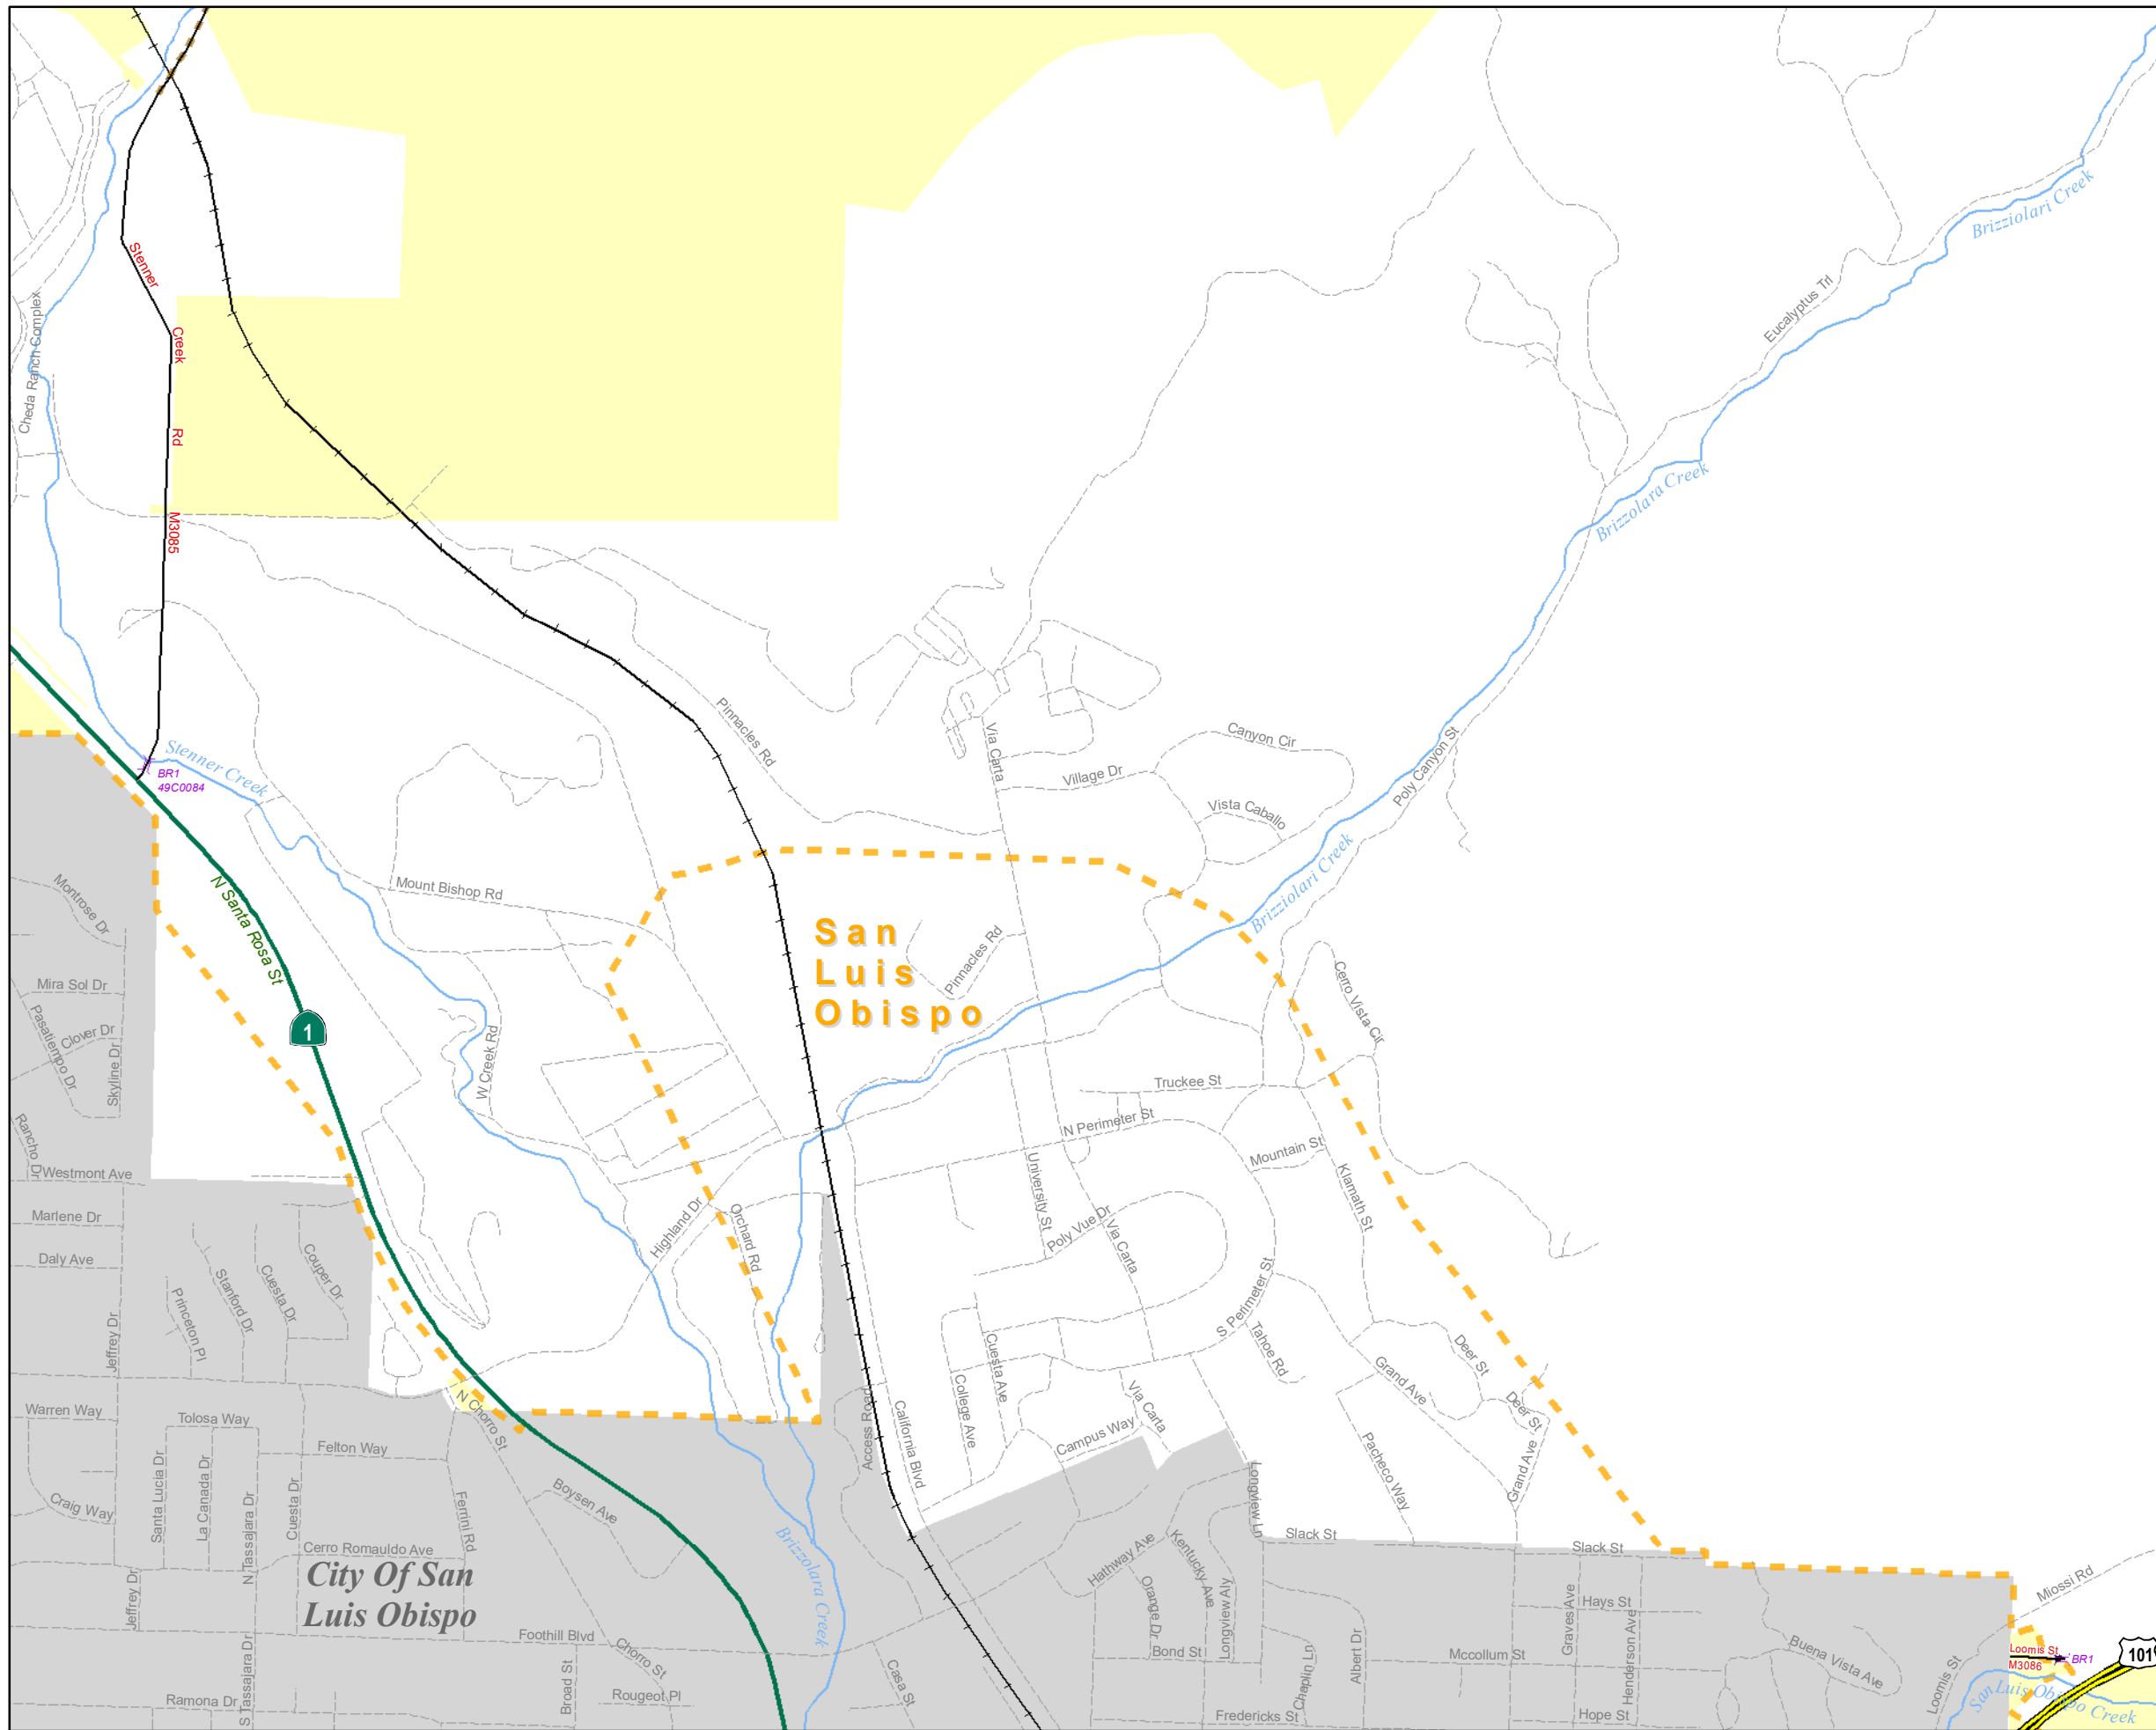 Brizziolari Creek
Stenner
Creek
Rd
M3085
Cheda Ranch Complex
Eucalyptus Trl
Brizzolara Creek
Pinnacles Rd
Via Carta
Canyon Cir
Village Dr
Vista Caballo
Poly Canyon St
Stenner Creek
BR1
49C0084
Brizziolari Creek
Mount Bishop Rd
Montrose Dr
N Santa Rosa St
San
Luis
Obispo
Pinnacles Rd
Cerro Vista Cir
Mira Sol Dr
Pasatiempo Dr
Clover Dr
Skyline Dr
1
W Creek Rd
Truckee St
N Perimeter St
Mountain St
Rancho Dr
Westmont Ave
University St
Klamath St
Marlene Dr
Highland Dr
Orchard Rd
Poly Vue Dr
Via Carta
Daly Ave
Couper Dr
Cuesta Dr
Stanford Dr
Princeton Pl
Jeffrey Dr
S Perimeter St
Tahoe Rd
Cuesta Ave
Deer St
Grand Ave
Deer St
College Ave
Via Carta
Campus Way
Access Road
California Blvd
Pacheco Way
Grand Ave
Warren Way
Tolosa Way
N Chorro St
Felton Way
Craig Way
Santa Lucia Dr
La Canada Dr
N Tassajara Dr
Cuesta Dr
Ferrini Rd
Boysen Ave
Longview Ln
Slack St
Slack St
Cerro Romauldo Ave
City Of San
Luis Obispo
Brizzolara Creek
Hathway Ave
Kentucky Ave
Orange Dr
Longview Aly
Jeffrey Dr
Graves Ave
Hays St
Henderson Ave
Miossi Rd
Foothill Blvd
Chorro St
Bond St
Chaplin Ln
Albert Dr
Mccollum St
Buena Vista Ave
Loomis St
M3086
BR1
101
S Tassajara Dr
Broad St
Casa St
Rougeot Pl
Ramona Dr
Fredericks St
Hope St
Loomis St
San Luis Obispo Creek